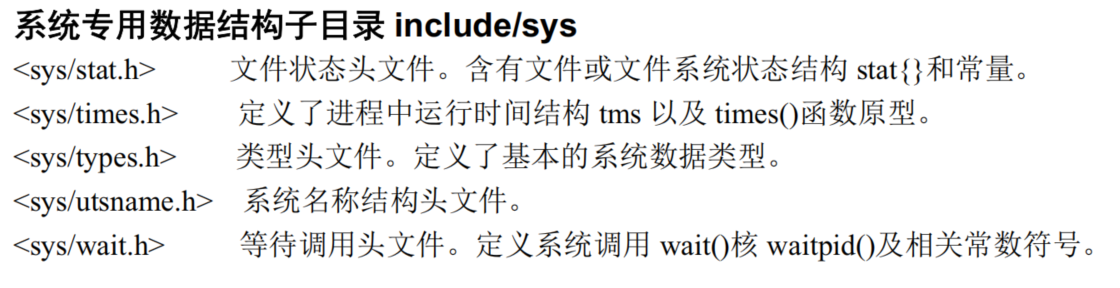 系统专用数据结构子目录 include/sys
<sys/stat.h> 文件状态头文件。含有文件或文件系统状态结构 stat{}和常量。
<sys/times.h> 定义了进程中运行时间结构 tms 以及 times()函数原型。
<sys/types.h> 类型头文件。定义了基本的系统数据类型。
<sys/utsname.h> 系统名称结构头文件。
<sys/wait.h> 等待调用头文件。定义系统调用 wait()核 waitpid()及相关常数符号。